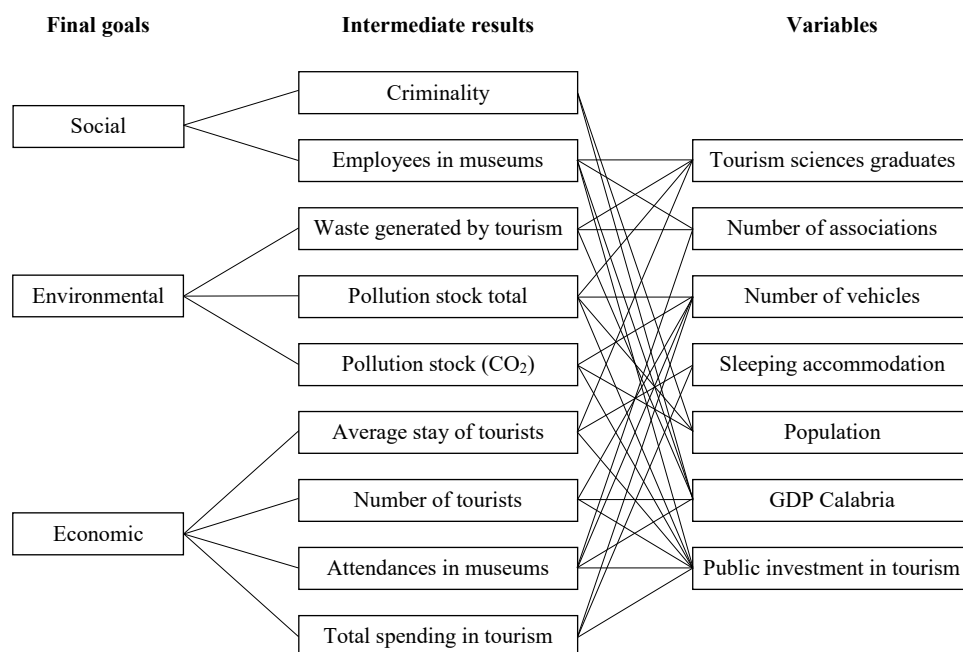 Final goals
Intermediate results
Variables
Social
Environmental
Economic
Criminality
Employees in museums
Waste generated by tourism
Pollution stock total
Pollution stock (CO₂)
Average stay of tourists
Number of tourists
Attendances in museums
Total spending in tourism
Tourism sciences graduates
Number of associations
Number of vehicles
Sleeping accommodation
Population
GDP Calabria
Public investment in tourism